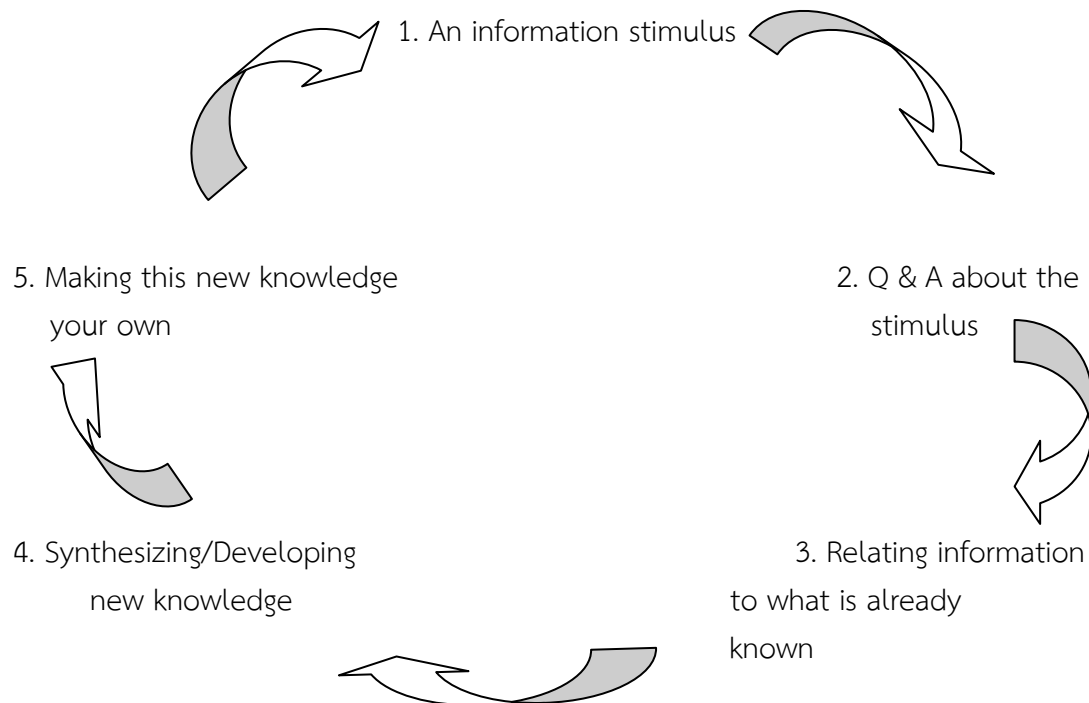 1. An information stimulus
2. Q & A about the
stimulus
3. Relating information
to what is already
known
4. Synthesizing/Developing
new knowledge
5. Making this new knowledge
your own